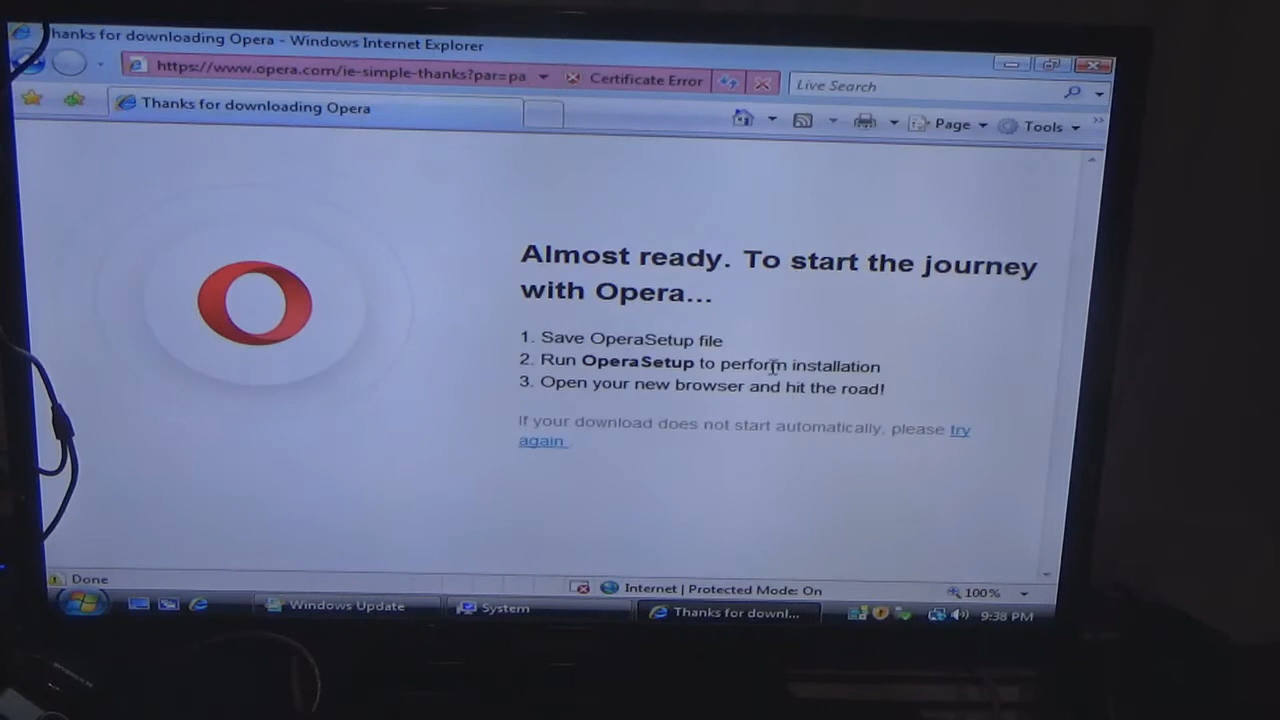 hanks for downloading Opera - Windows Internet Explorer
https://www.opera.com/ie-simple-thanks?par=pa
Certificate Error
Live Search
Thanks for downloading Opera
Page
Tools
Almost ready. To start the journey
with Opera...
1. Save OperaSetup file
2. Run OperaSetup to perform installation
3. Open your new browser and hit the road!
If your download does not start automatically, please try
again
Done
Internet | Protected Mode: On
100%
Windows Update
System
Thanks for downl...
9:38 PM